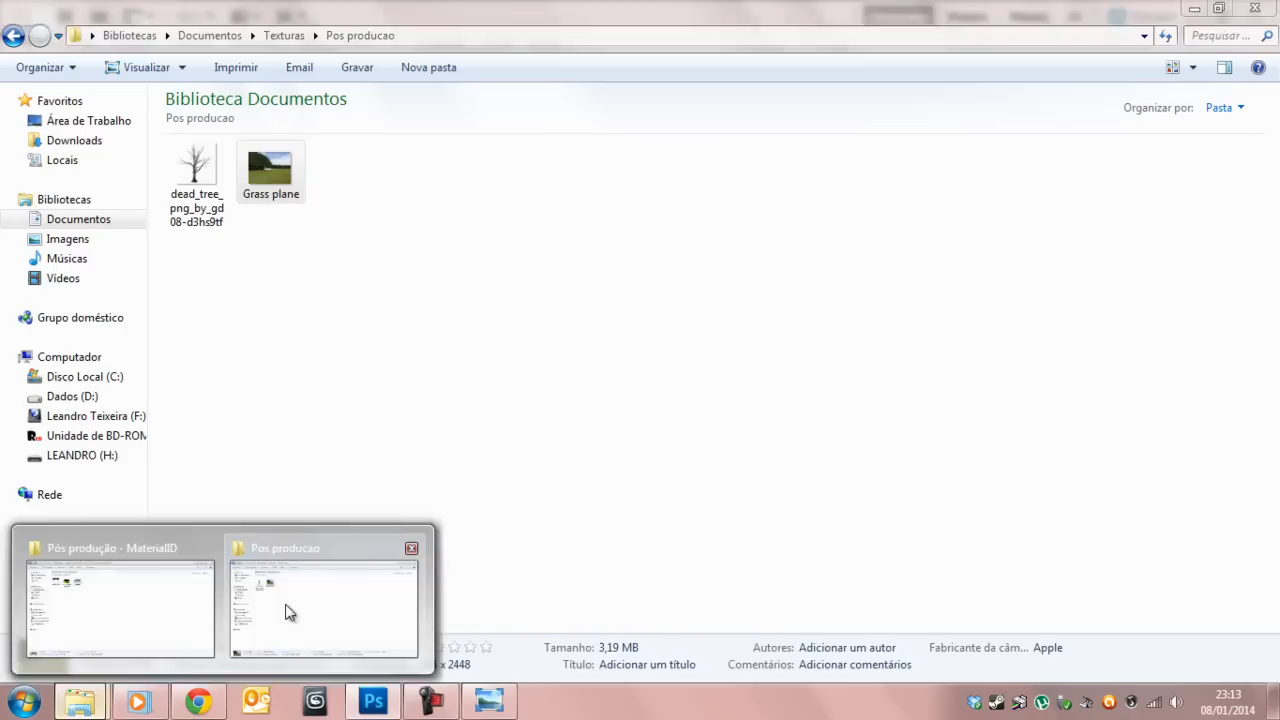 Bibliotecas
Documentos
Texturas
Pos producao
Pesquisar ...
Organizar
Visualizar
Imprimir
Email
Gravar
Nova pasta
Favoritos
Área de Trabalho
Downloads
Locais
Bibliotecas
Documentos
Imagens
Músicas
Vídeos
Grupo doméstico
Computador
Disco Local (C:)
Dados (D:)
Leandro Teixeira (F:)
Unidade de BD-ROM
LEANDRO (H:)
Rede
Biblioteca Documentos
Pos producao
Organizar por: Pasta
dead_tree_
png_by_gd
08-d3hs9tf
Grass plane
Pós produção - MaterialID
Pos producao
x 2448
Tamanho: 3,19 MB
Título: Adicionar um título
Autores: Adicionar um autor
Comentários: Adicionar comentários
Fabricante da câm... Apple
Ps
23:13
08/01/2014